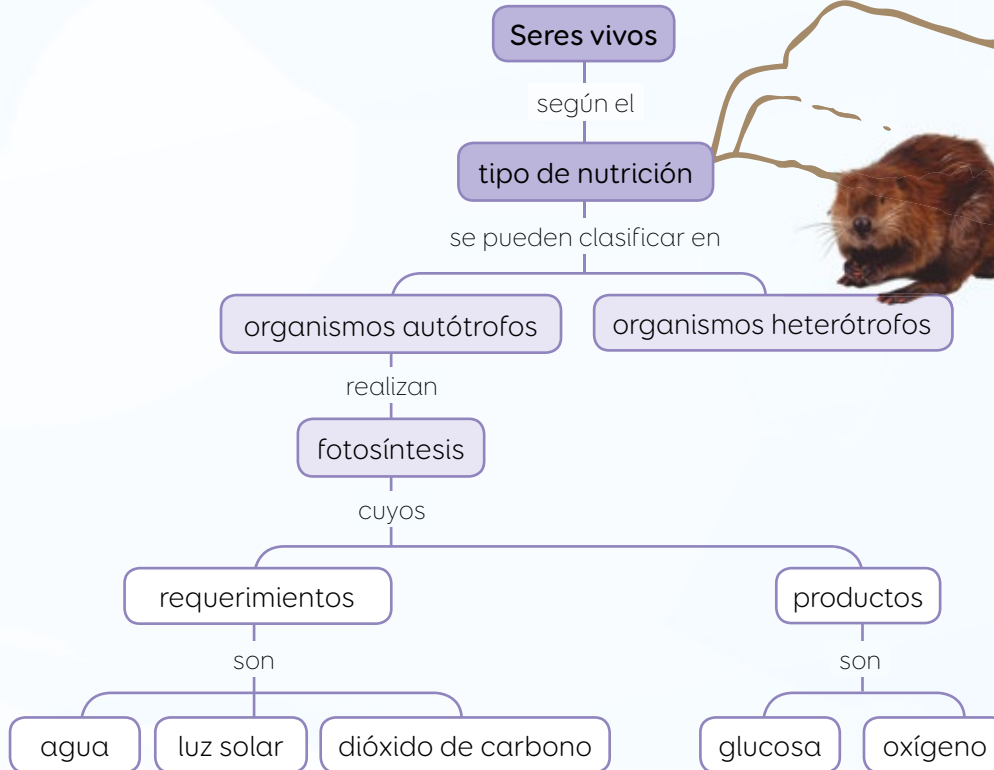 Seres vivos
según el
tipo de nutrición
se pueden clasificar en
organismos autótrofos
organismos heterótrofos
realizan
fotosíntesis
cuyos
requerimientos
productos
son
son
agua
luz solar
dióxido de carbono
glucosa
oxígeno